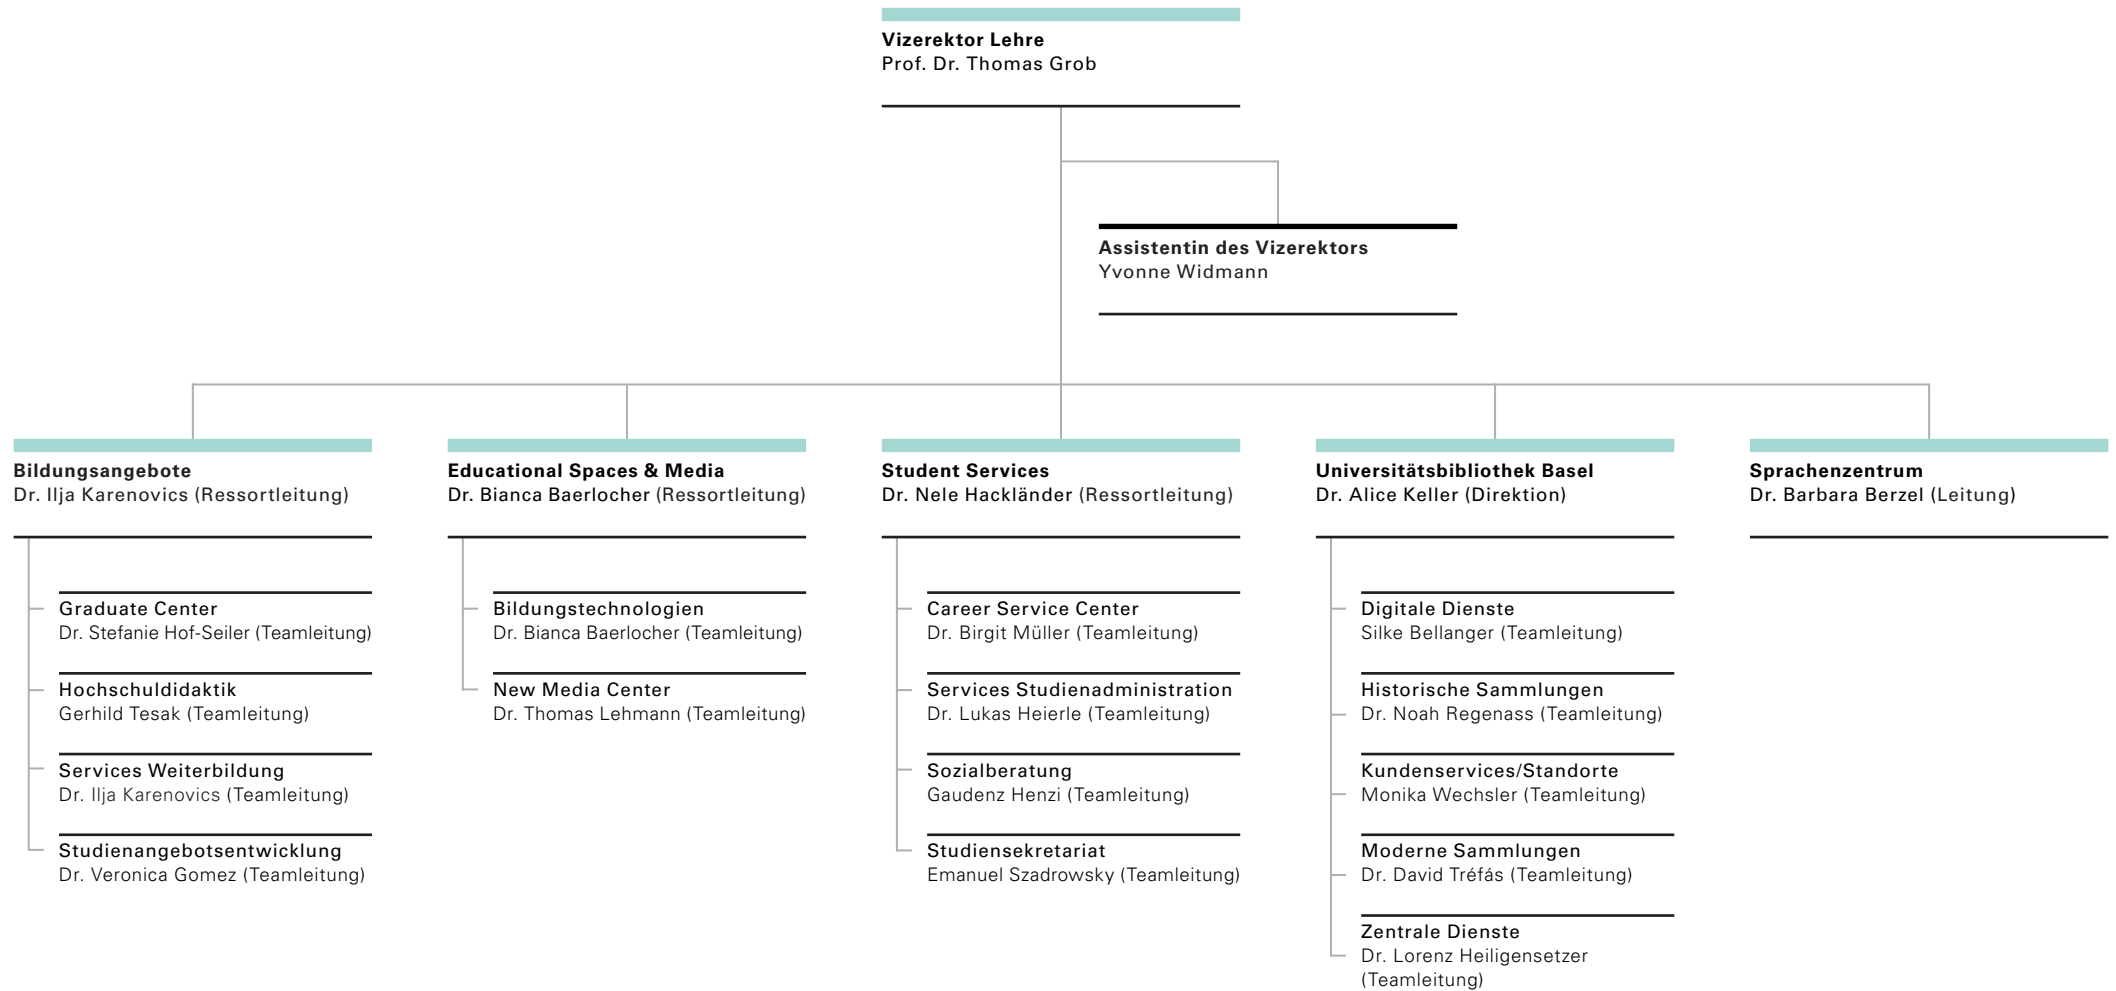 Vizerektor Lehre
Prof. Dr. Thomas Grob
Assistentin des Vizerektors
Yvonne Widmann
Bildungsangebote
Dr. Ilja Karenovics (Ressortleitung)
Graduate Center
Dr. Stefanie Hof-Seiler (Teamleitung)
Hochschuldidaktik
Gerhild Tesak (Teamleitung)
Services Weiterbildung
Dr. Ilja Karenovics (Teamleitung)
Studienangebotsentwicklung
Dr. Veronica Gomez (Teamleitung)
Educational Spaces & Media
Dr. Bianca Baerlocher (Ressortleitung)
Bildungstechnologien
Dr. Bianca Baerlocher (Teamleitung)
New Media Center
Dr. Thomas Lehmann (Teamleitung)
Student Services
Dr. Nele Hackländer (Ressortleitung)
Career Service Center
Dr. Birgit Müller (Teamleitung)
Services Studienadministration
Dr. Lukas Heierle (Teamleitung)
Sozialberatung
Gaudenz Henzi (Teamleitung)
Studiensekretariat
Emanuel Szadrowsky (Teamleitung)
Universitätsbibliothek Basel
Dr. Alice Keller (Direktion)
Digitale Dienste
Silke Bellanger (Teamleitung)
Historische Sammlungen
Dr. Noah Regenass (Teamleitung)
Kundenservices/Standorte
Monika Wechsler (Teamleitung)
Moderne Sammlungen
Dr. David Tréfás (Teamleitung)
Zentrale Dienste
Dr. Lorenz Heiligensetzer
(Teamleitung)
Sprachenzentrum
Dr. Barbara Berzel (Leitung)